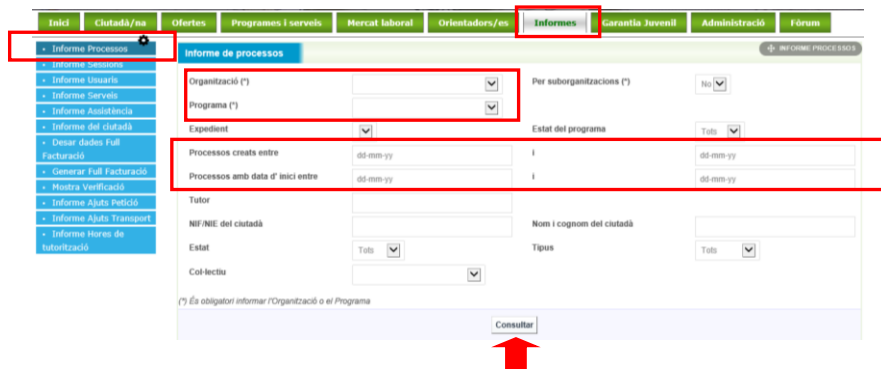 Inici Ciutadà/na Ofertes Programes i serveis Mercat laboral Orientadors/es Informes Garantia Juvenil Administració Fòrum
Informe Processos
Informe Sessions
Informe Usuaris
Informe Serveis
Informe Assistència
Informe del ciutadà
Desar dades Full
Facturació
Generar Full Facturació
Mostra Verificació
Informe Ajuts Petició
Informe Ajuts Transport
Informe Hores de
tutorització
Informe de processos
INFORME PROCESSOS
Organització (*) Per suborganitzacions (*) No
Programa (*)
Expedient Estat del programa Tots
Processos creats entre dd-mm-yy i dd-mm-yy
Processos amb data d' inici entre dd-mm-yy i dd-mm-yy
Tutor
NIF/NIE del ciutadà Nom i cognom del ciutadà
Estat Tots Tipus Tots
Col·lectiu
(*) És obligatori informar l'Organització o el Programa
Consultar